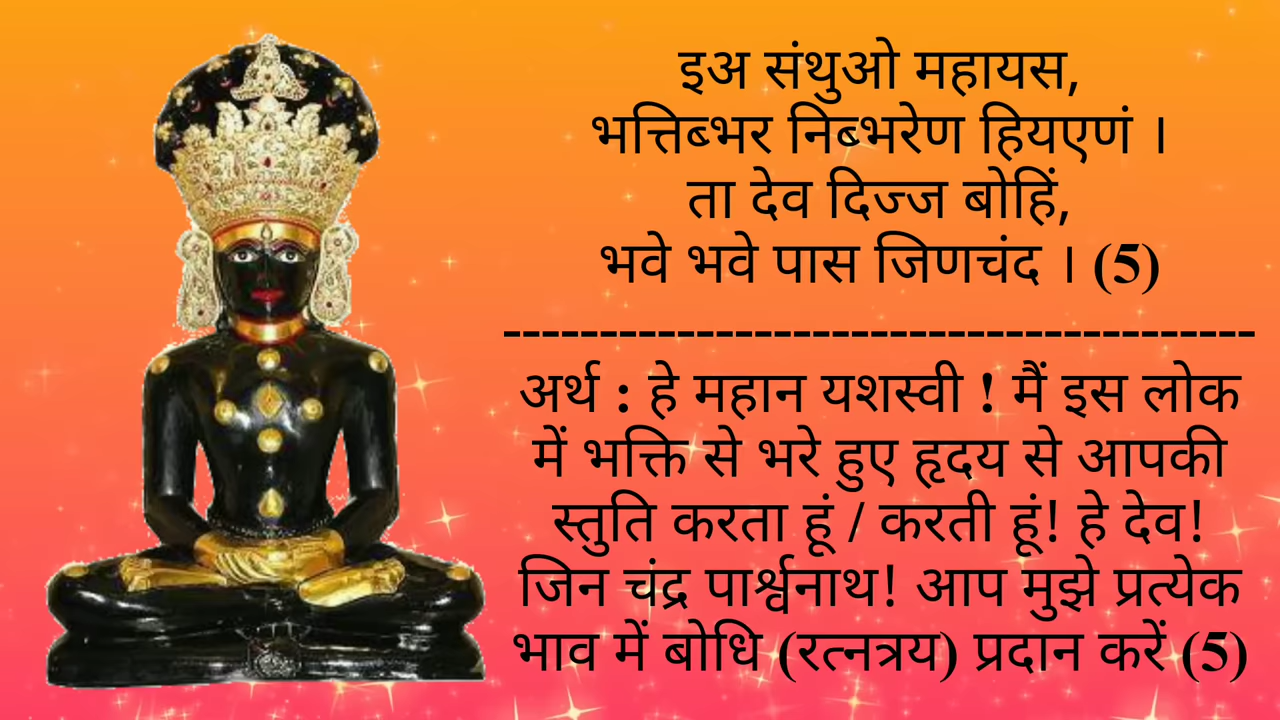 इअ संथुओ महायस,
भत्तिब्भर निब्भरेण हियएणं ।
ता देव दिज्ज बोहिं,
भवे भवे पास जिणचंद । (5)
---------------------------------------
अर्थ : हे महान यशस्वी ! मैं इस लोक
में भक्ति से भरे हुए हृदय से आपकी
स्तुति करता हूं / करती हूं! हे देव!
जिन चंद्र पार्श्वनाथ! आप मुझे प्रत्येक
भाव में बोधि (रत्नत्रय) प्रदान करें (5)